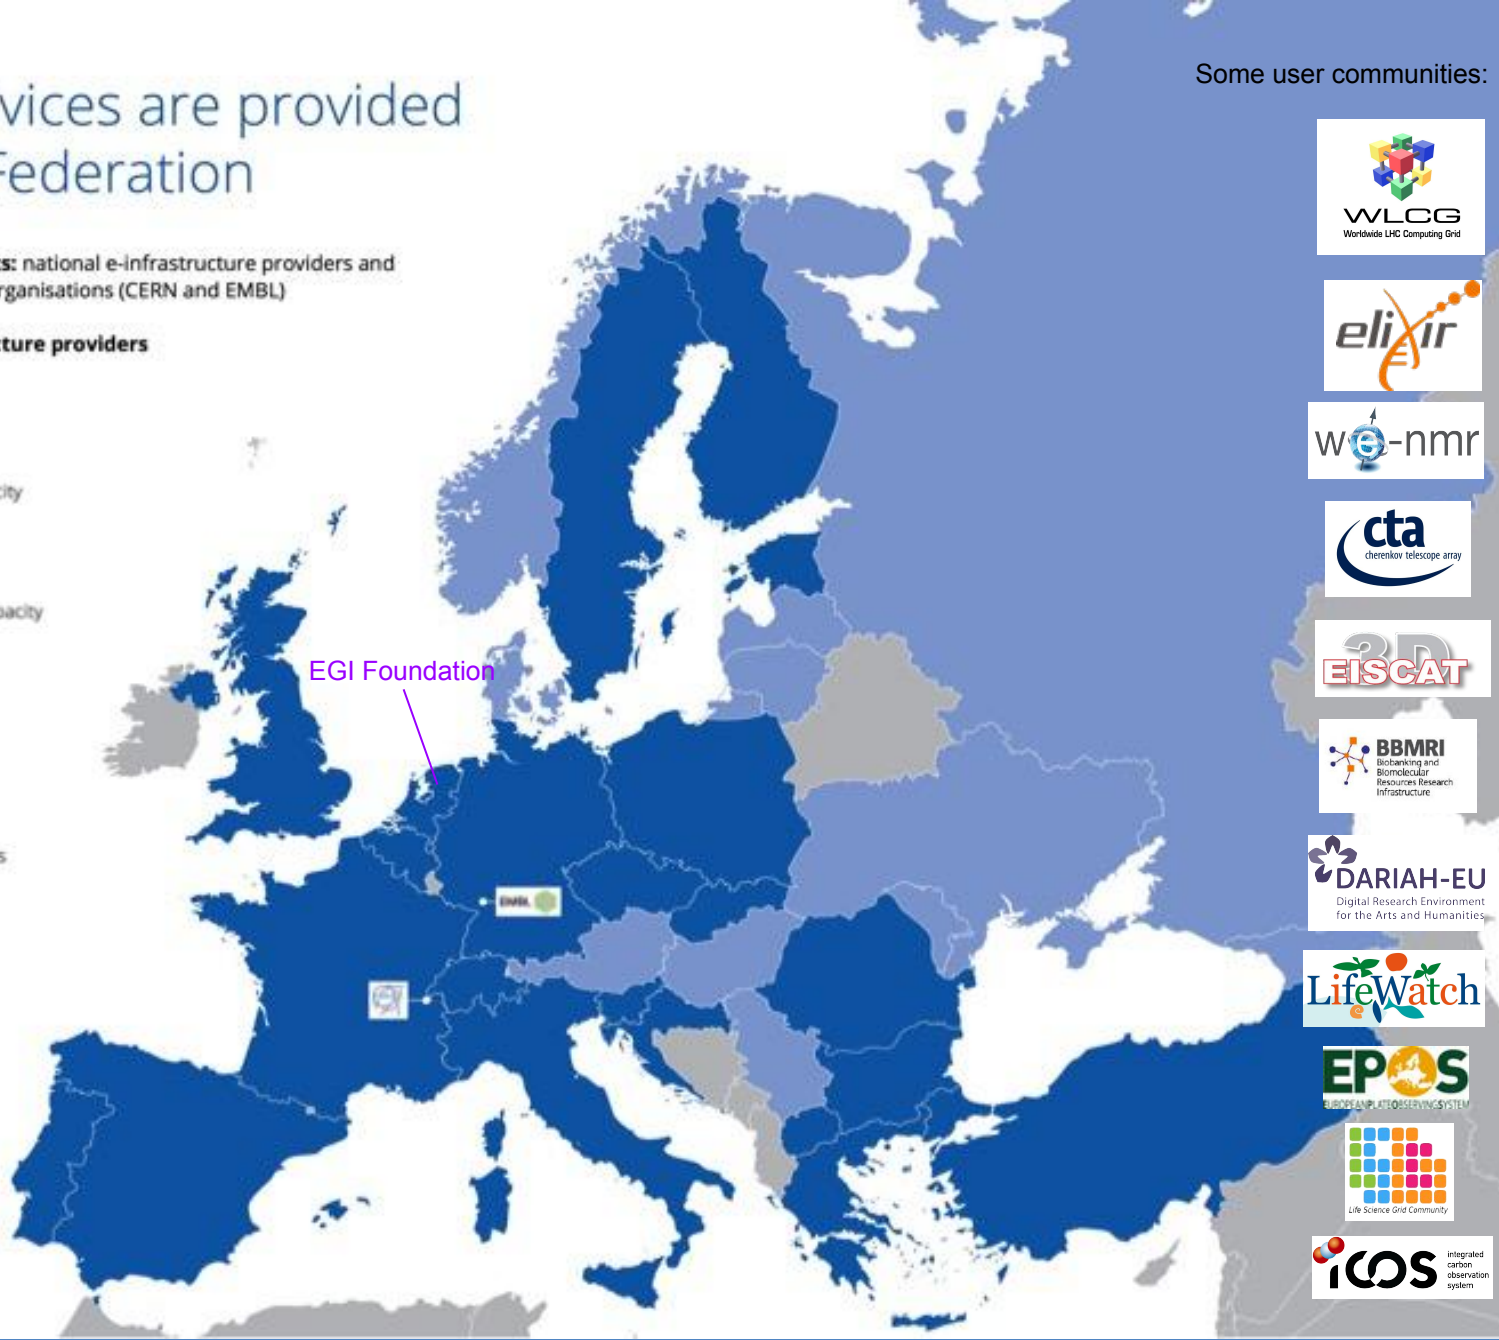 vices are provided
Federation
s: national e-infrastructure providers and
rganisations (CERN and EMBL)
cture providers
city
pacity
s
EGI Foundation
EMBL
Some user communities:
WLCG
Worldwide LHC Computing Grid
elixir
we-nmr
cta
cherenkov telescope array
3D
EISCAT
BBMRI
Biobanking and
Biomolecular
Resources Research
Infrastructure
DARIAH-EU
Digital Research Environment
for the Arts and Humanities
LifeWatch
e
EPOS
EUROPEANPLATEOBSERVINGSYSTEM
Life Science Grid Community
icos
integrated
carbon
observation
system